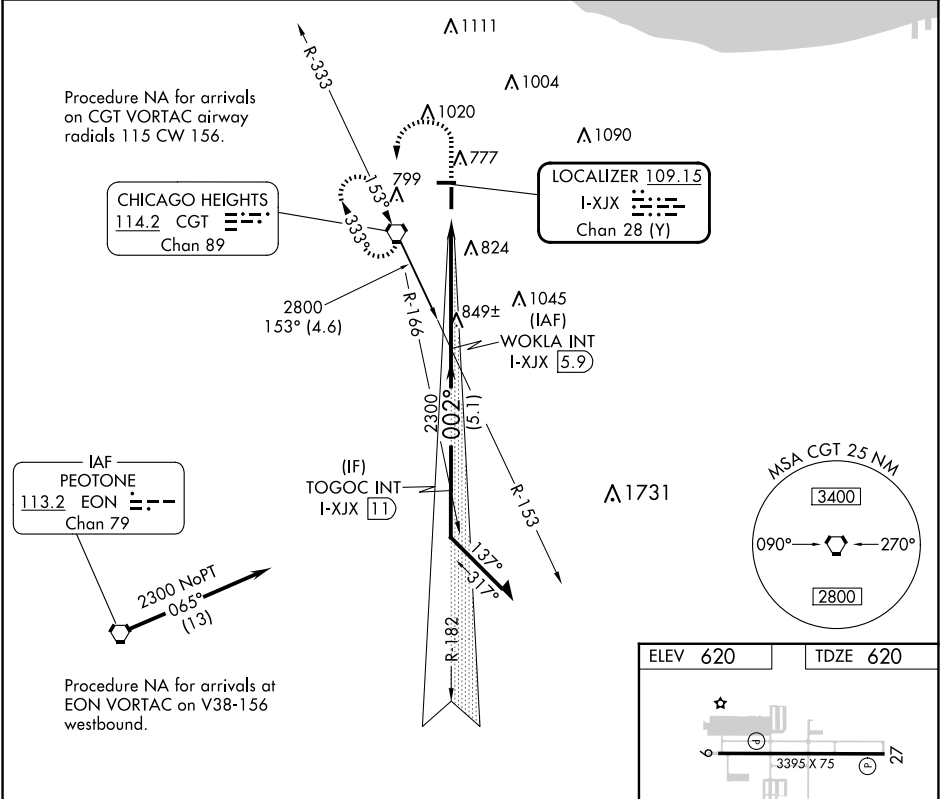 1111
1004
R-333
Procedure NA for arrivals
on CGT VORTAC airway
radials 115 CW 156.
1020
1090
777
799
153°
333°
LOCALIZER 109.15
I-XJX
Chan 28 (Y)
CHICAGO HEIGHTS
114.2 CGT
Chan 89
824
2800
153° (4.6)
R-166
849±
1045
(IAF)
WOKLA INT
I-XJX 5.9
2300
002°
(5.1)
(IF)
TOGOC INT
I-XJX 11
R-153
1731
IAF
PEOTONE
113.2 EON
Chan 79
137°
317°
MSA CGT 25 NM
3400
090°
270°
2800
2300 NoPT
065°
(13)
R-182
Procedure NA for arrivals at
EON VORTAC on V38-156
westbound.
ELEV 620
TDZE 620
P
9
3395 X 75
P
27